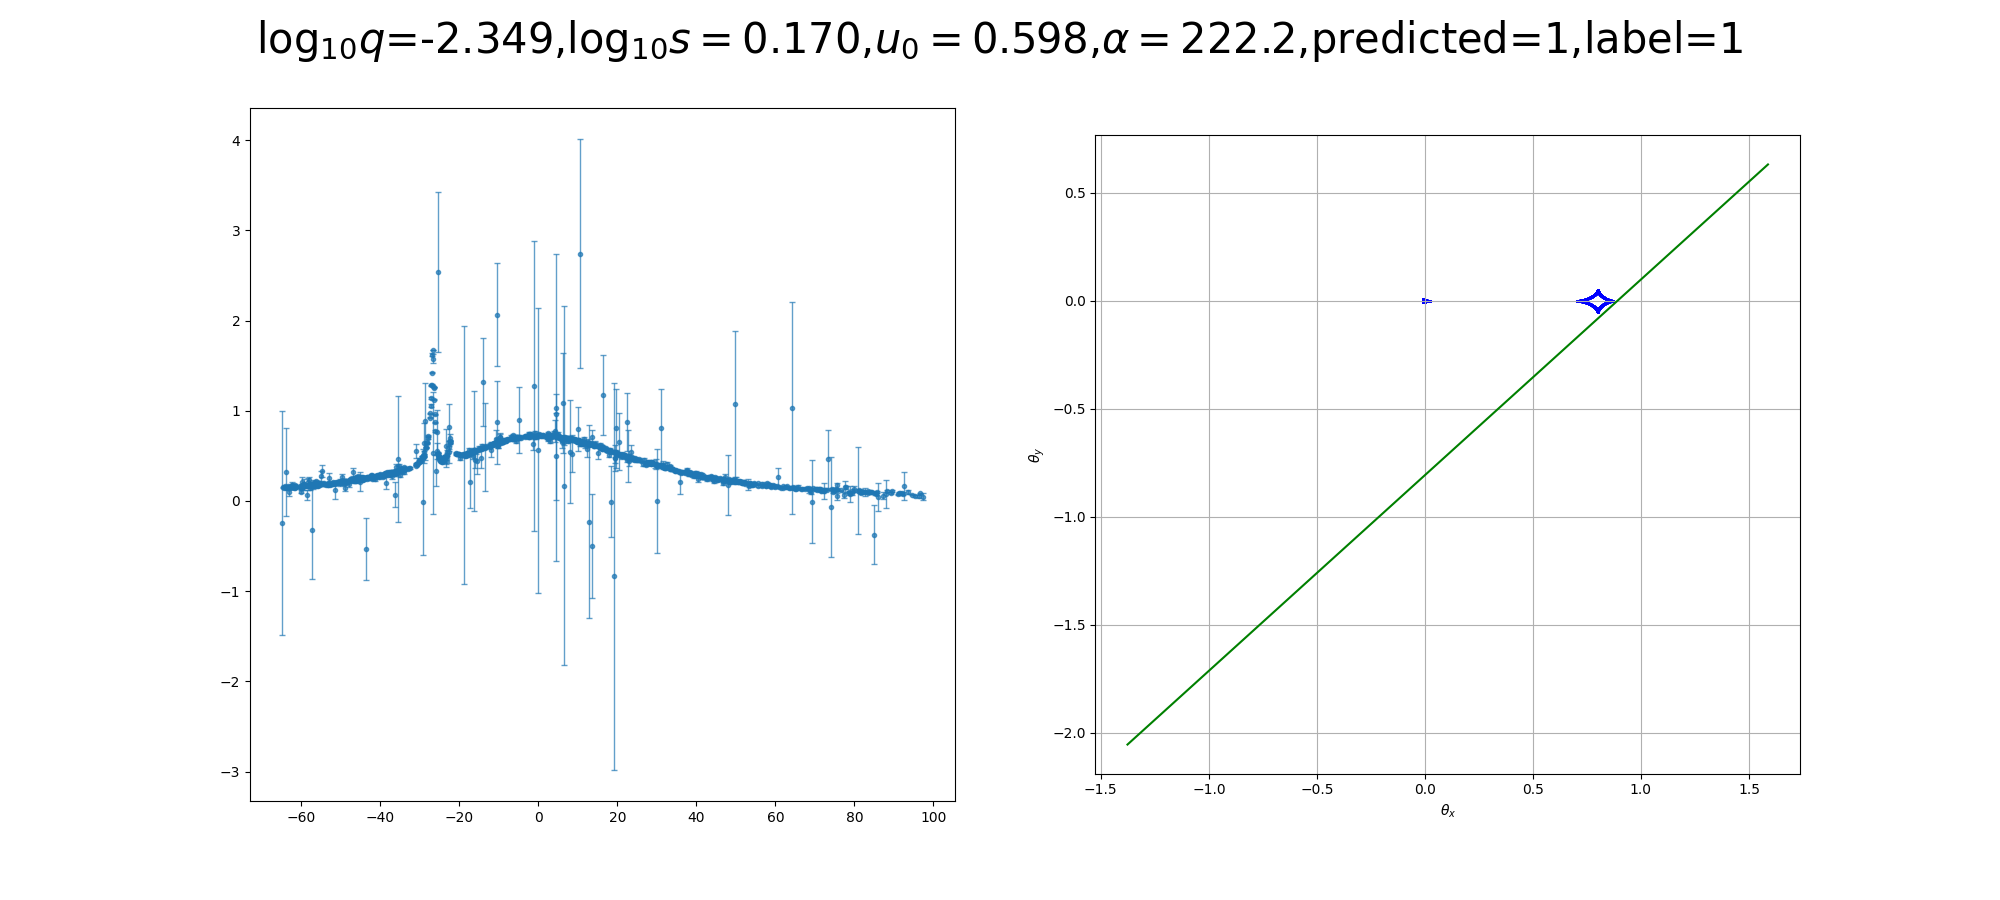 log₁₀q=-2.349,log₁₀s = 0.170,u₀ = 0.598,α = 222.2,predicted=1,label=1
4
3
2
1
0
−1
−2
−3
−60 −40 −20 0 20 40 60 80 100
0.5
0.0
−0.5
−1.0
−1.5
−2.0
θy
−1.5 −1.0 −0.5 0.0 0.5 1.0 1.5
θx